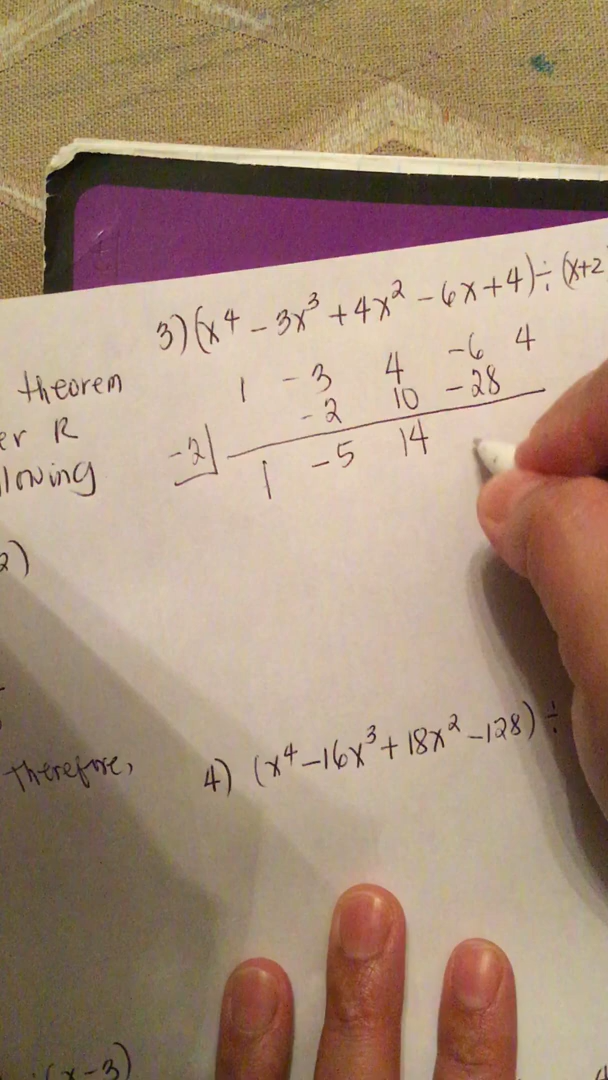 3) (x⁴ - 3x³ + 4x² - 6x + 4) ÷ (x+2
theorem
er R
lowing
1 -3 4 -6 4
-2 10 -28
-2
1 -5 14
2)
therefore,
4) (x⁴ - 16x³ + 18x² - 128) ÷
(x-3)